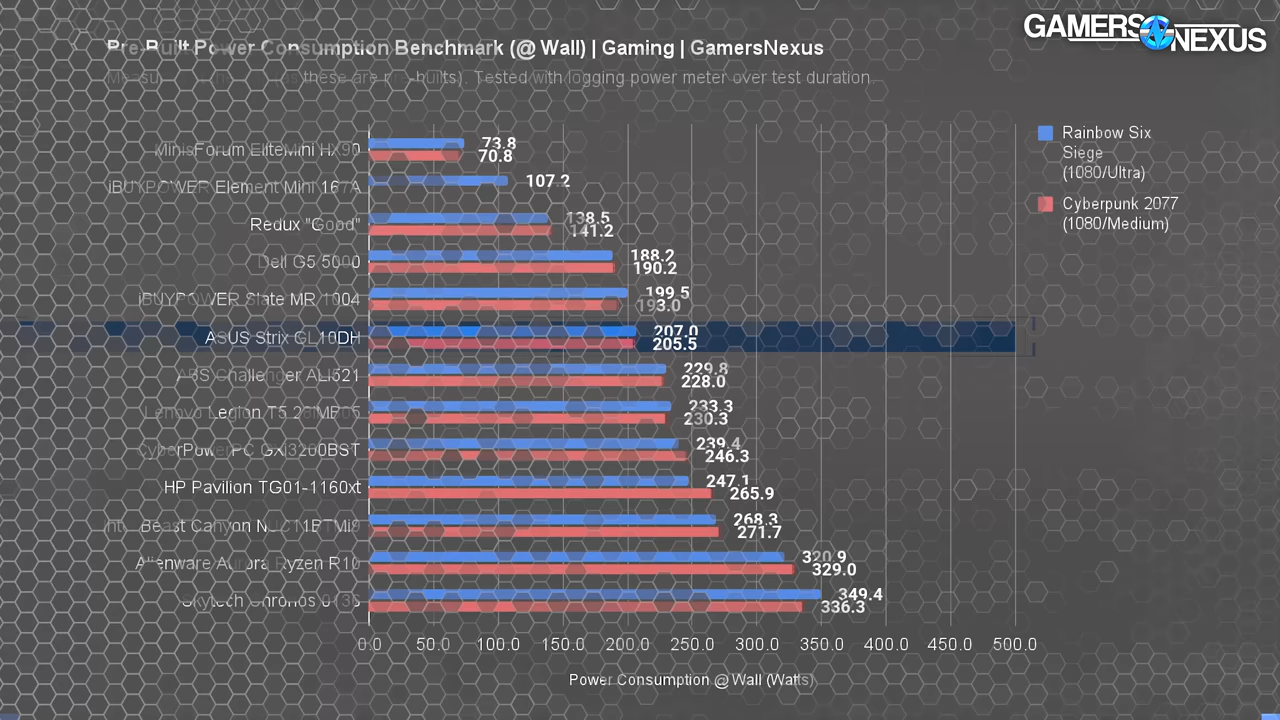 GAMERS NEXUS
Pre-Built Power Consumption Benchmark (@ Wall) | Gaming | GamersNexus
these are pre-builts). Tested with logging power meter over test duration.
Rainbow Six
Siege
(1080/Ultra)
Cyberpunk 2077
(1080/Medium)
MinisForum EliteMini HX90 73.8
70.8
iBUYPOWER Element Mini 167A 107.2
Redux "Good" 138.5
141.2
Dell G5 5000 188.2
190.2
iBUYPOWER Slate MR 1004 199.5
193.0
ASUS Strix GL10DH 207.0
205.5
ABS Challenger ALI521 229.8
228.0
Lenovo Legion T5 233.3
230.3
CyberPowerPC GXi3200BST 239.4
246.3
HP Pavilion TG01-1160xt 247.1
265.9
Beast Canyon NUC11BTMi9 268.3
271.7
Alienware Aurora Ryzen R10 320.9
329.0
Skytech Chronos 349.4
336.3
0.0 50.0 100.0 150.0 200.0 250.0 300.0 350.0 400.0 450.0 500.0
Power Consumption @ Wall (Watts)